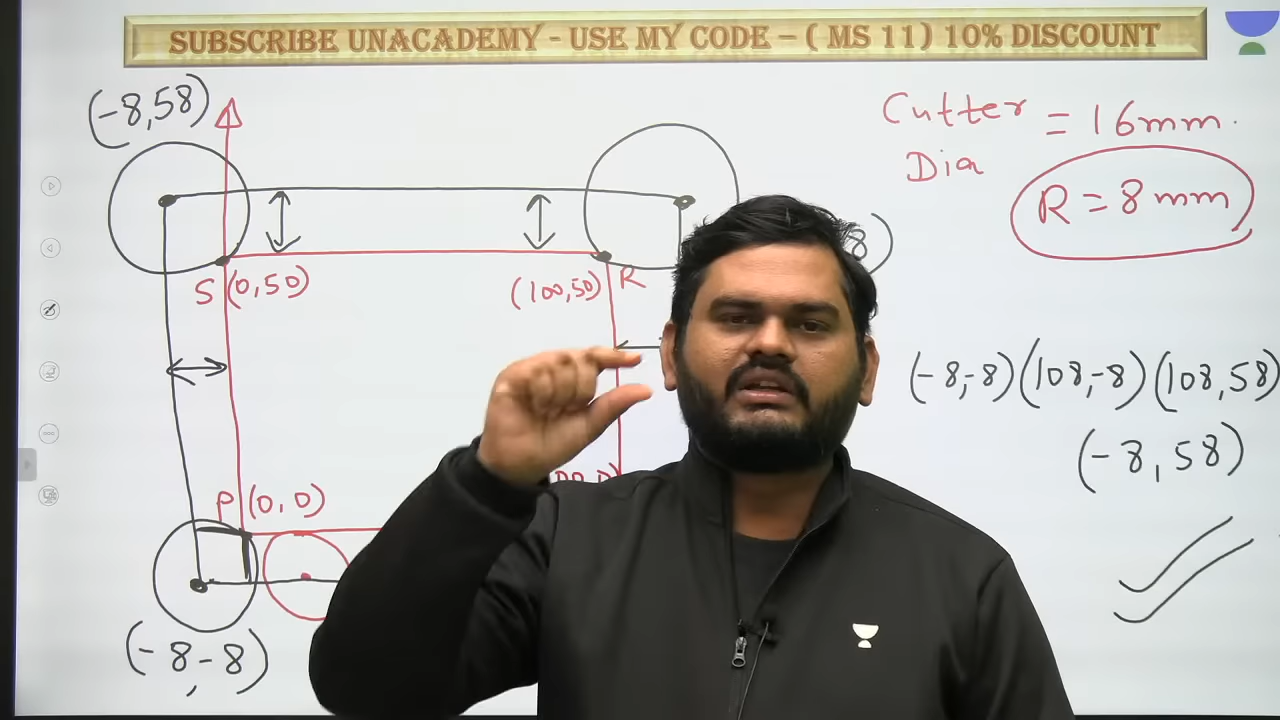 SUBSCRIBE UNACADEMY - USE MY CODE - ( MS 11) 10% DISCOUNT
(-8,58)
Cutter = 16mm.
Dia
R = 8 mm
8)
S (0,50)
(100,50) R
(-8,-8) (108,-8) (108,58)
(-8,58)
P (0,0)
(-8,-8)